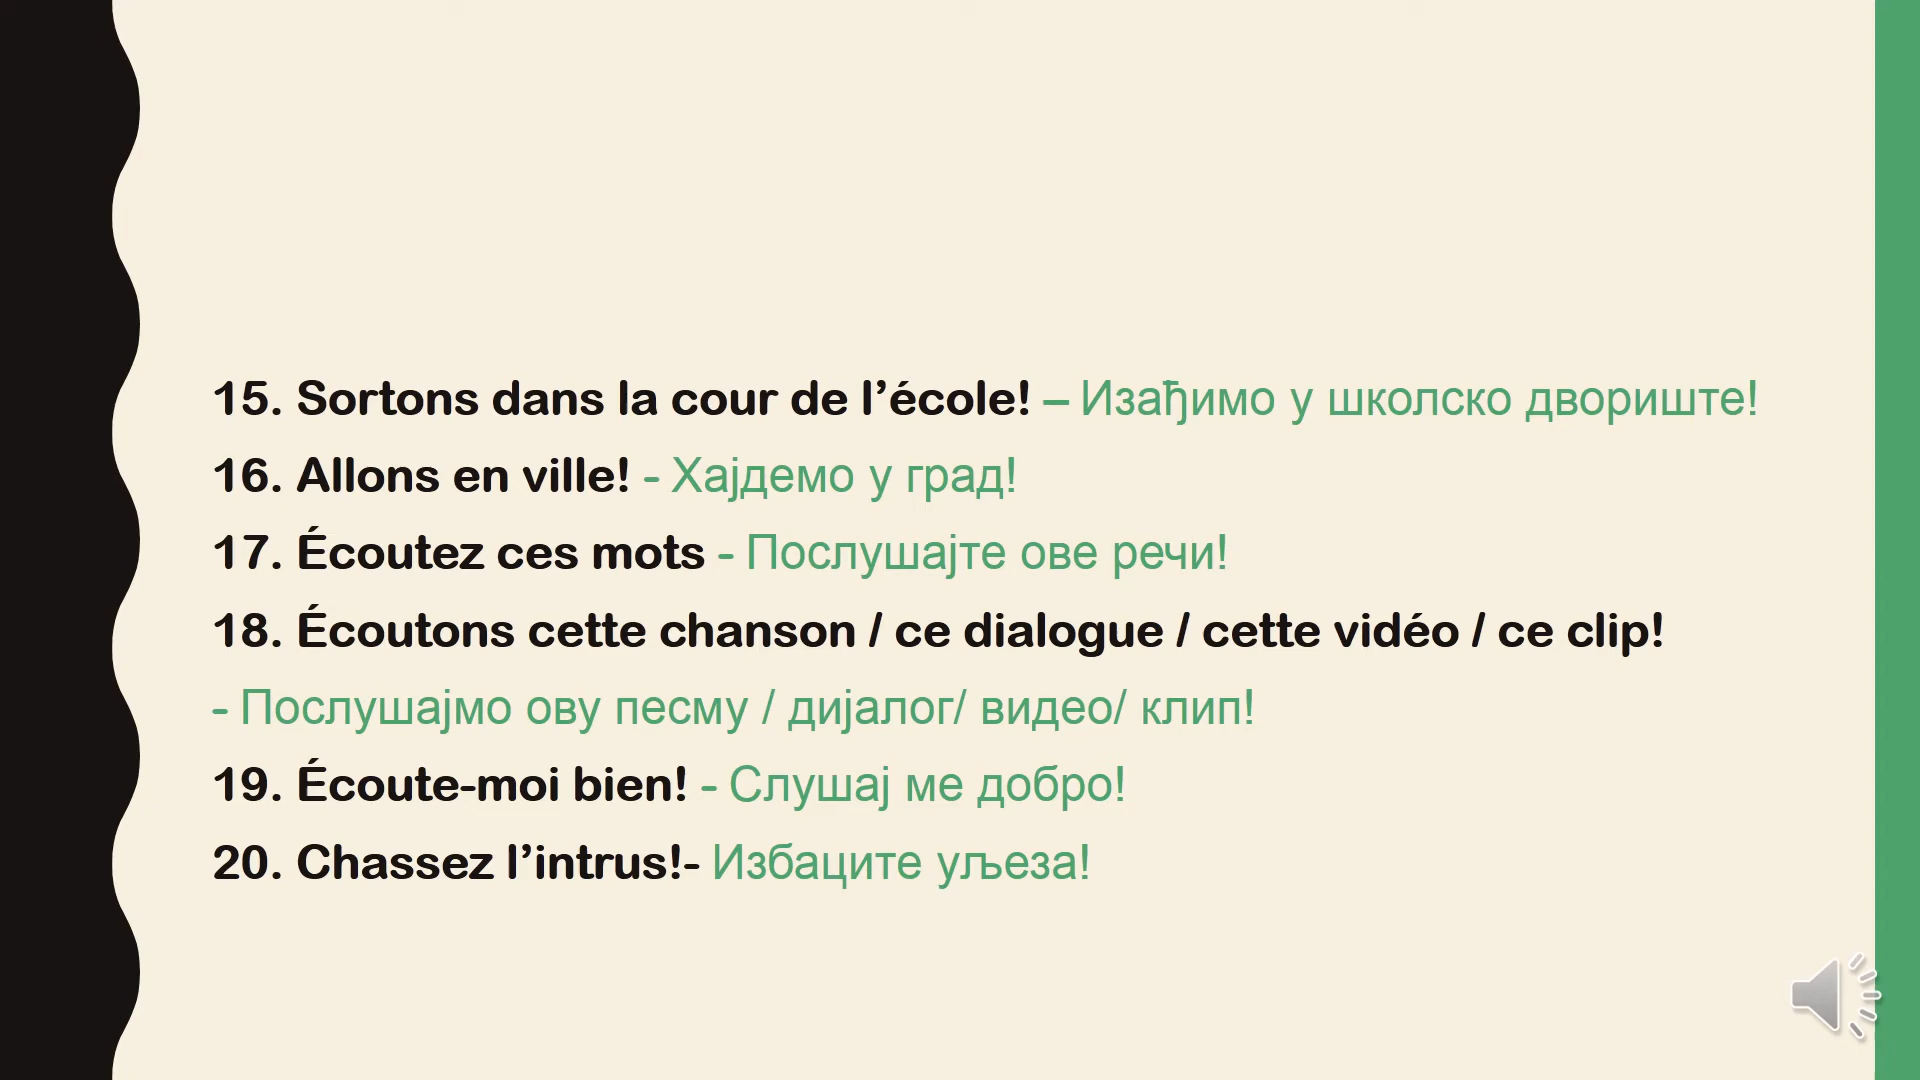 15. Sortons dans la cour de l’école! – Изађимо у школско двориште!
16. Allons en ville! - Хајдемо у град!
17. Écoutez ces mots - Послушајте ове речи!
18. Écoutons cette chanson / ce dialogue / cette vidéo / ce clip!
- Послушајмо ову песму / дијалог/ видео/ клип!
19. Écoute-moi bien! - Слушај ме добро!
20. Chassez l’intrus!- Избаците уљеза!